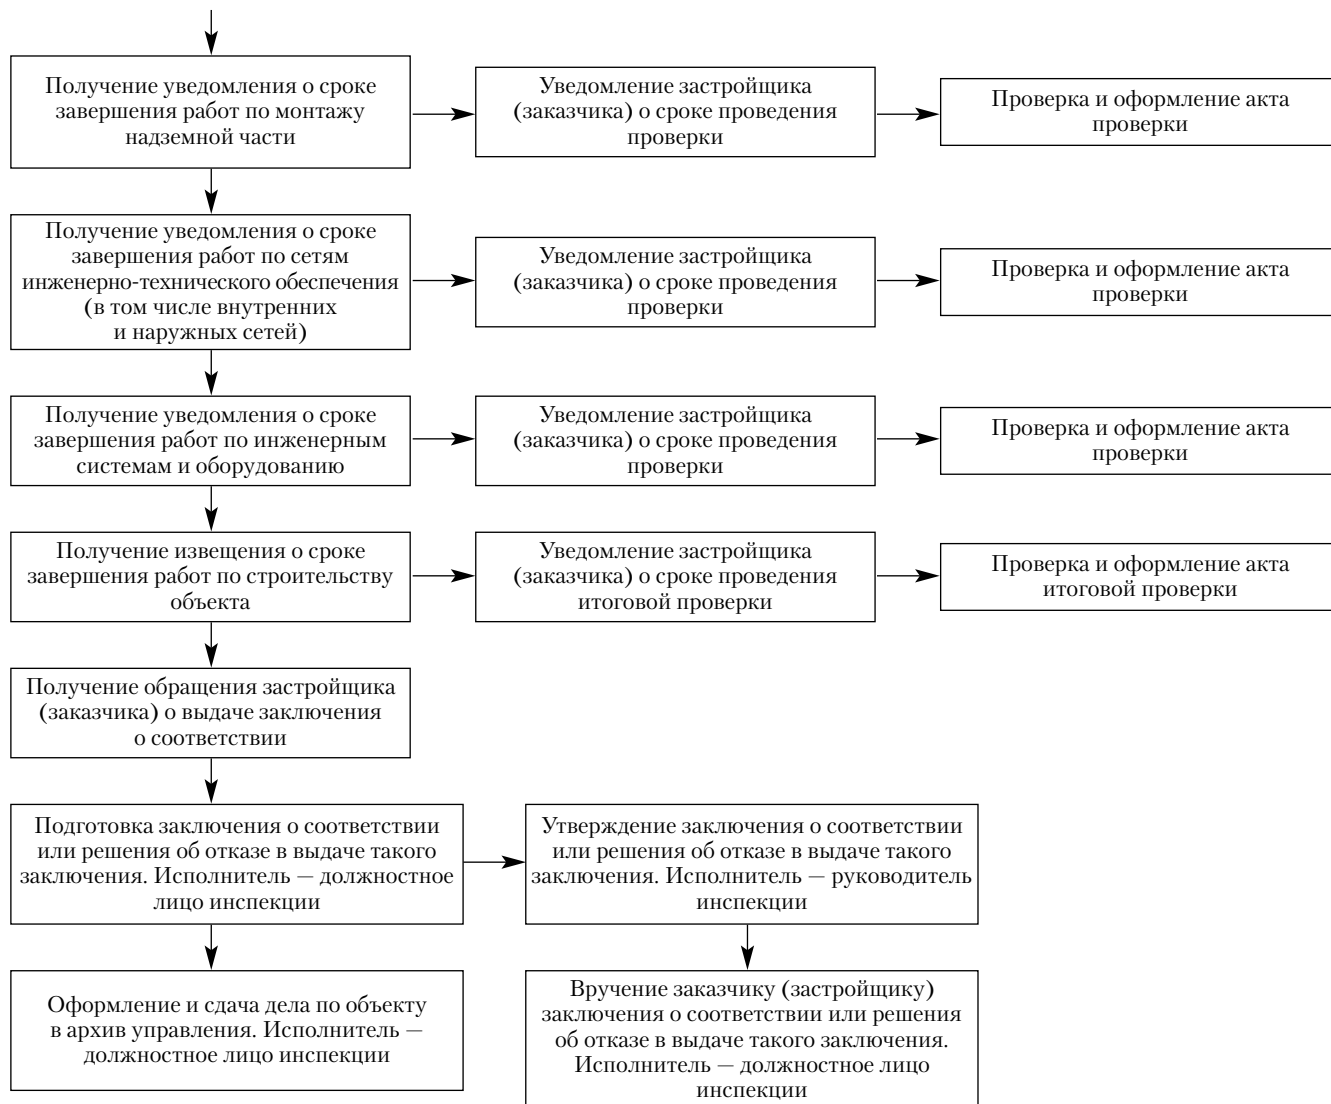 Получение уведомления о сроке
завершения работ по монтажу
надземной части
Уведомление застройщика
(заказчика) о сроке проведения
проверки
Проверка и оформление акта
проверки
Получение уведомления о сроке
завершения работ по сетям
инженерно-технического обеспечения
(в том числе внутренних
и наружных сетей)
Уведомление застройщика
(заказчика) о сроке проведения
проверки
Проверка и оформление акта
проверки
Получение уведомления о сроке
завершения работ по инженерным
системам и оборудованию
Уведомление застройщика
(заказчика) о сроке проведения
проверки
Проверка и оформление акта
проверки
Получение извещения о сроке
завершения работ по строительству
объекта
Уведомление застройщика
(заказчика) о сроке проведения
итоговой проверки
Проверка и оформление акта
итоговой проверки
Получение обращения застройщика
(заказчика) о выдаче заключения
о соответствии
Подготовка заключения о соответствии
или решения об отказе в выдаче такого
заключения. Исполнитель — должностное
лицо инспекции
Утверждение заключения о соответствии
или решения об отказе в выдаче такого
заключения. Исполнитель — руководитель
инспекции
Оформление и сдача дела по объекту
в архив управления. Исполнитель —
должностное лицо инспекции
Вручение заказчику (застройщику)
заключения о соответствии или решения
об отказе в выдаче такого заключения.
Исполнитель — должностное лицо
инспекции